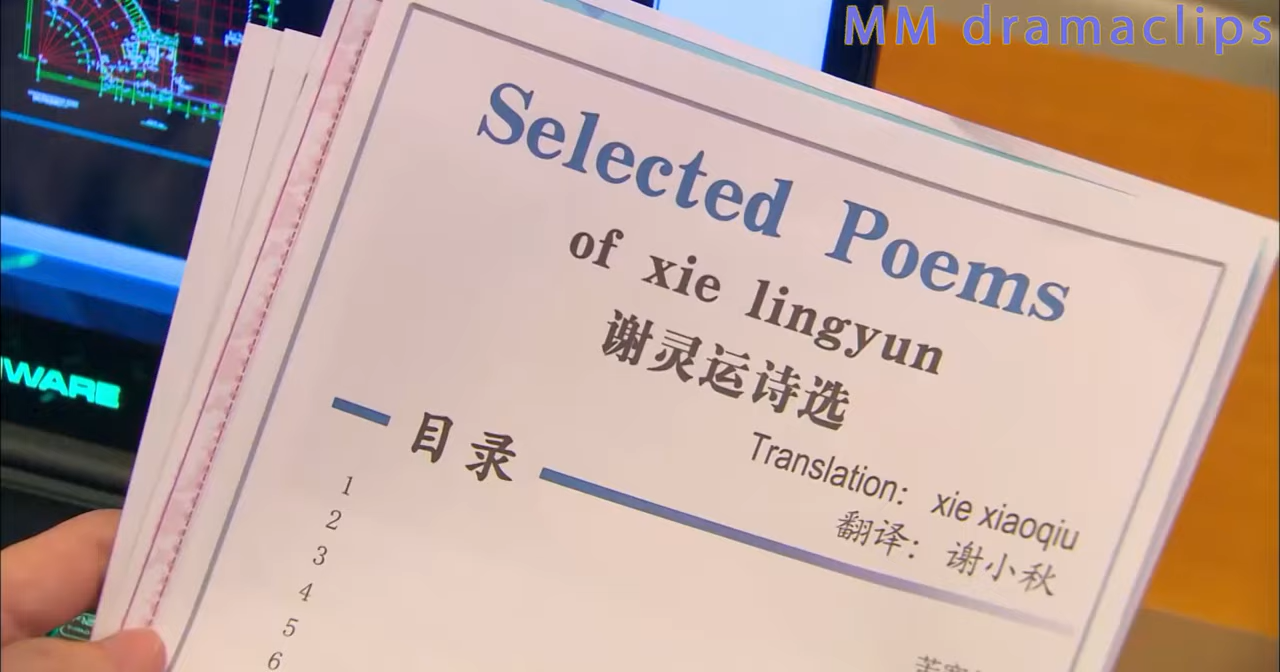 MM dramaclips
Selected Poems
of xie lingyun
谢灵运诗选
Translation: xie xiaoqiu
翻译：谢小秋
目录
1
2
3
4
5
6